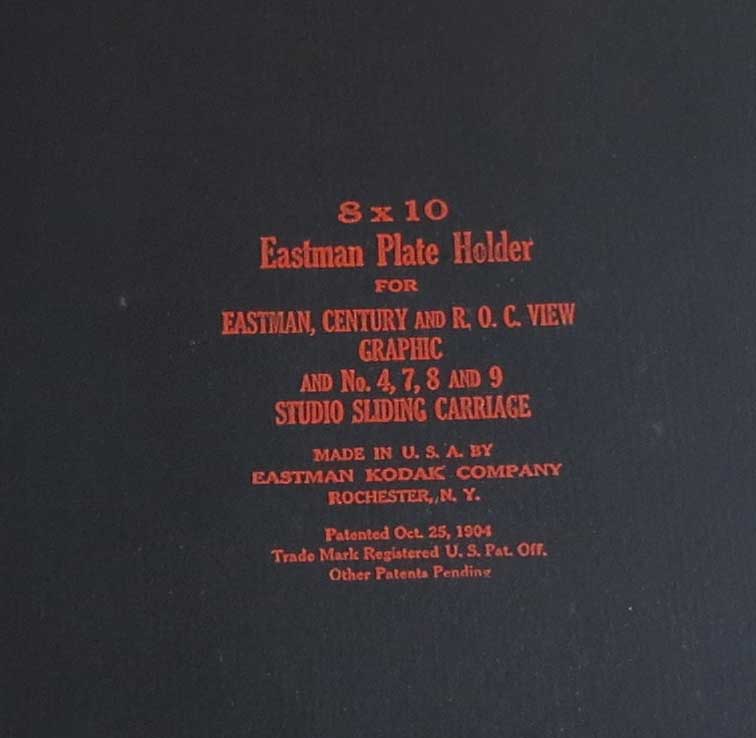 8 x 10
Eastman Plate Holder
FOR
EASTMAN, CENTURY AND R. O. C. VIEW
GRAPHIC
AND No. 4, 7, 8 AND 9
STUDIO SLIDING CARRIAGE
MADE IN U. S. A. BY
EASTMAN KODAK COMPANY
ROCHESTER, N. Y.
Patented Oct. 25, 1904
Trade Mark Registered U. S. Pat. Off.
Other Patents Pending